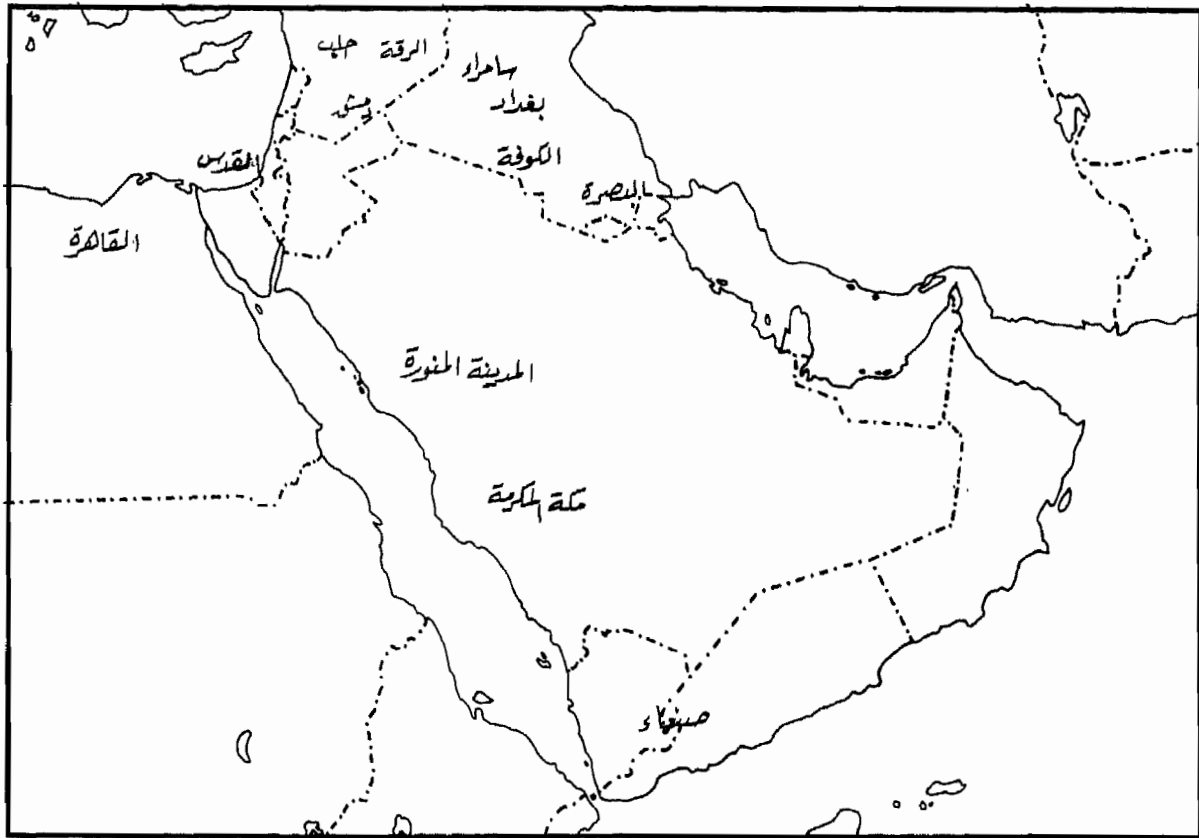 الرقة حلب
سامراء
بغداد
دمشق
الكوفة
القدس
البصرة
القاهرة
المدينة المنورة
مكة المكرمة
صنعاء